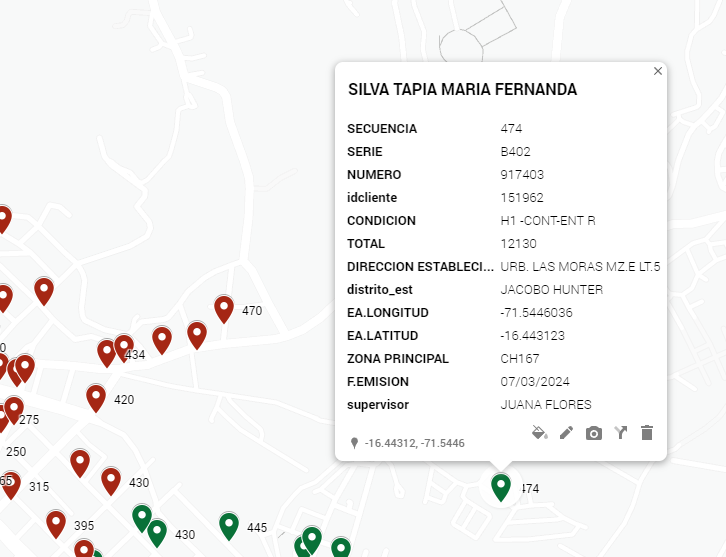 SILVA TAPIA MARIA FERNANDA
SECUENCIA 474
SERIE B402
NUMERO 917403
idcliente 151962
CONDICION H1 -CONT-ENT R
TOTAL 12130
DIRECCION ESTABLECI... URB. LAS MORAS MZ.E LT.5
distrito_est JACOBO HUNTER
EA.LONGITUD -71.5446036
EA.LATITUD -16.443123
ZONA PRINCIPAL CH167
F.EMISION 07/03/2024
supervisor JUANA FLORES
-16.44312, -71.5446
470
0
434
420
275
250
65
315
430
474
395
430
445